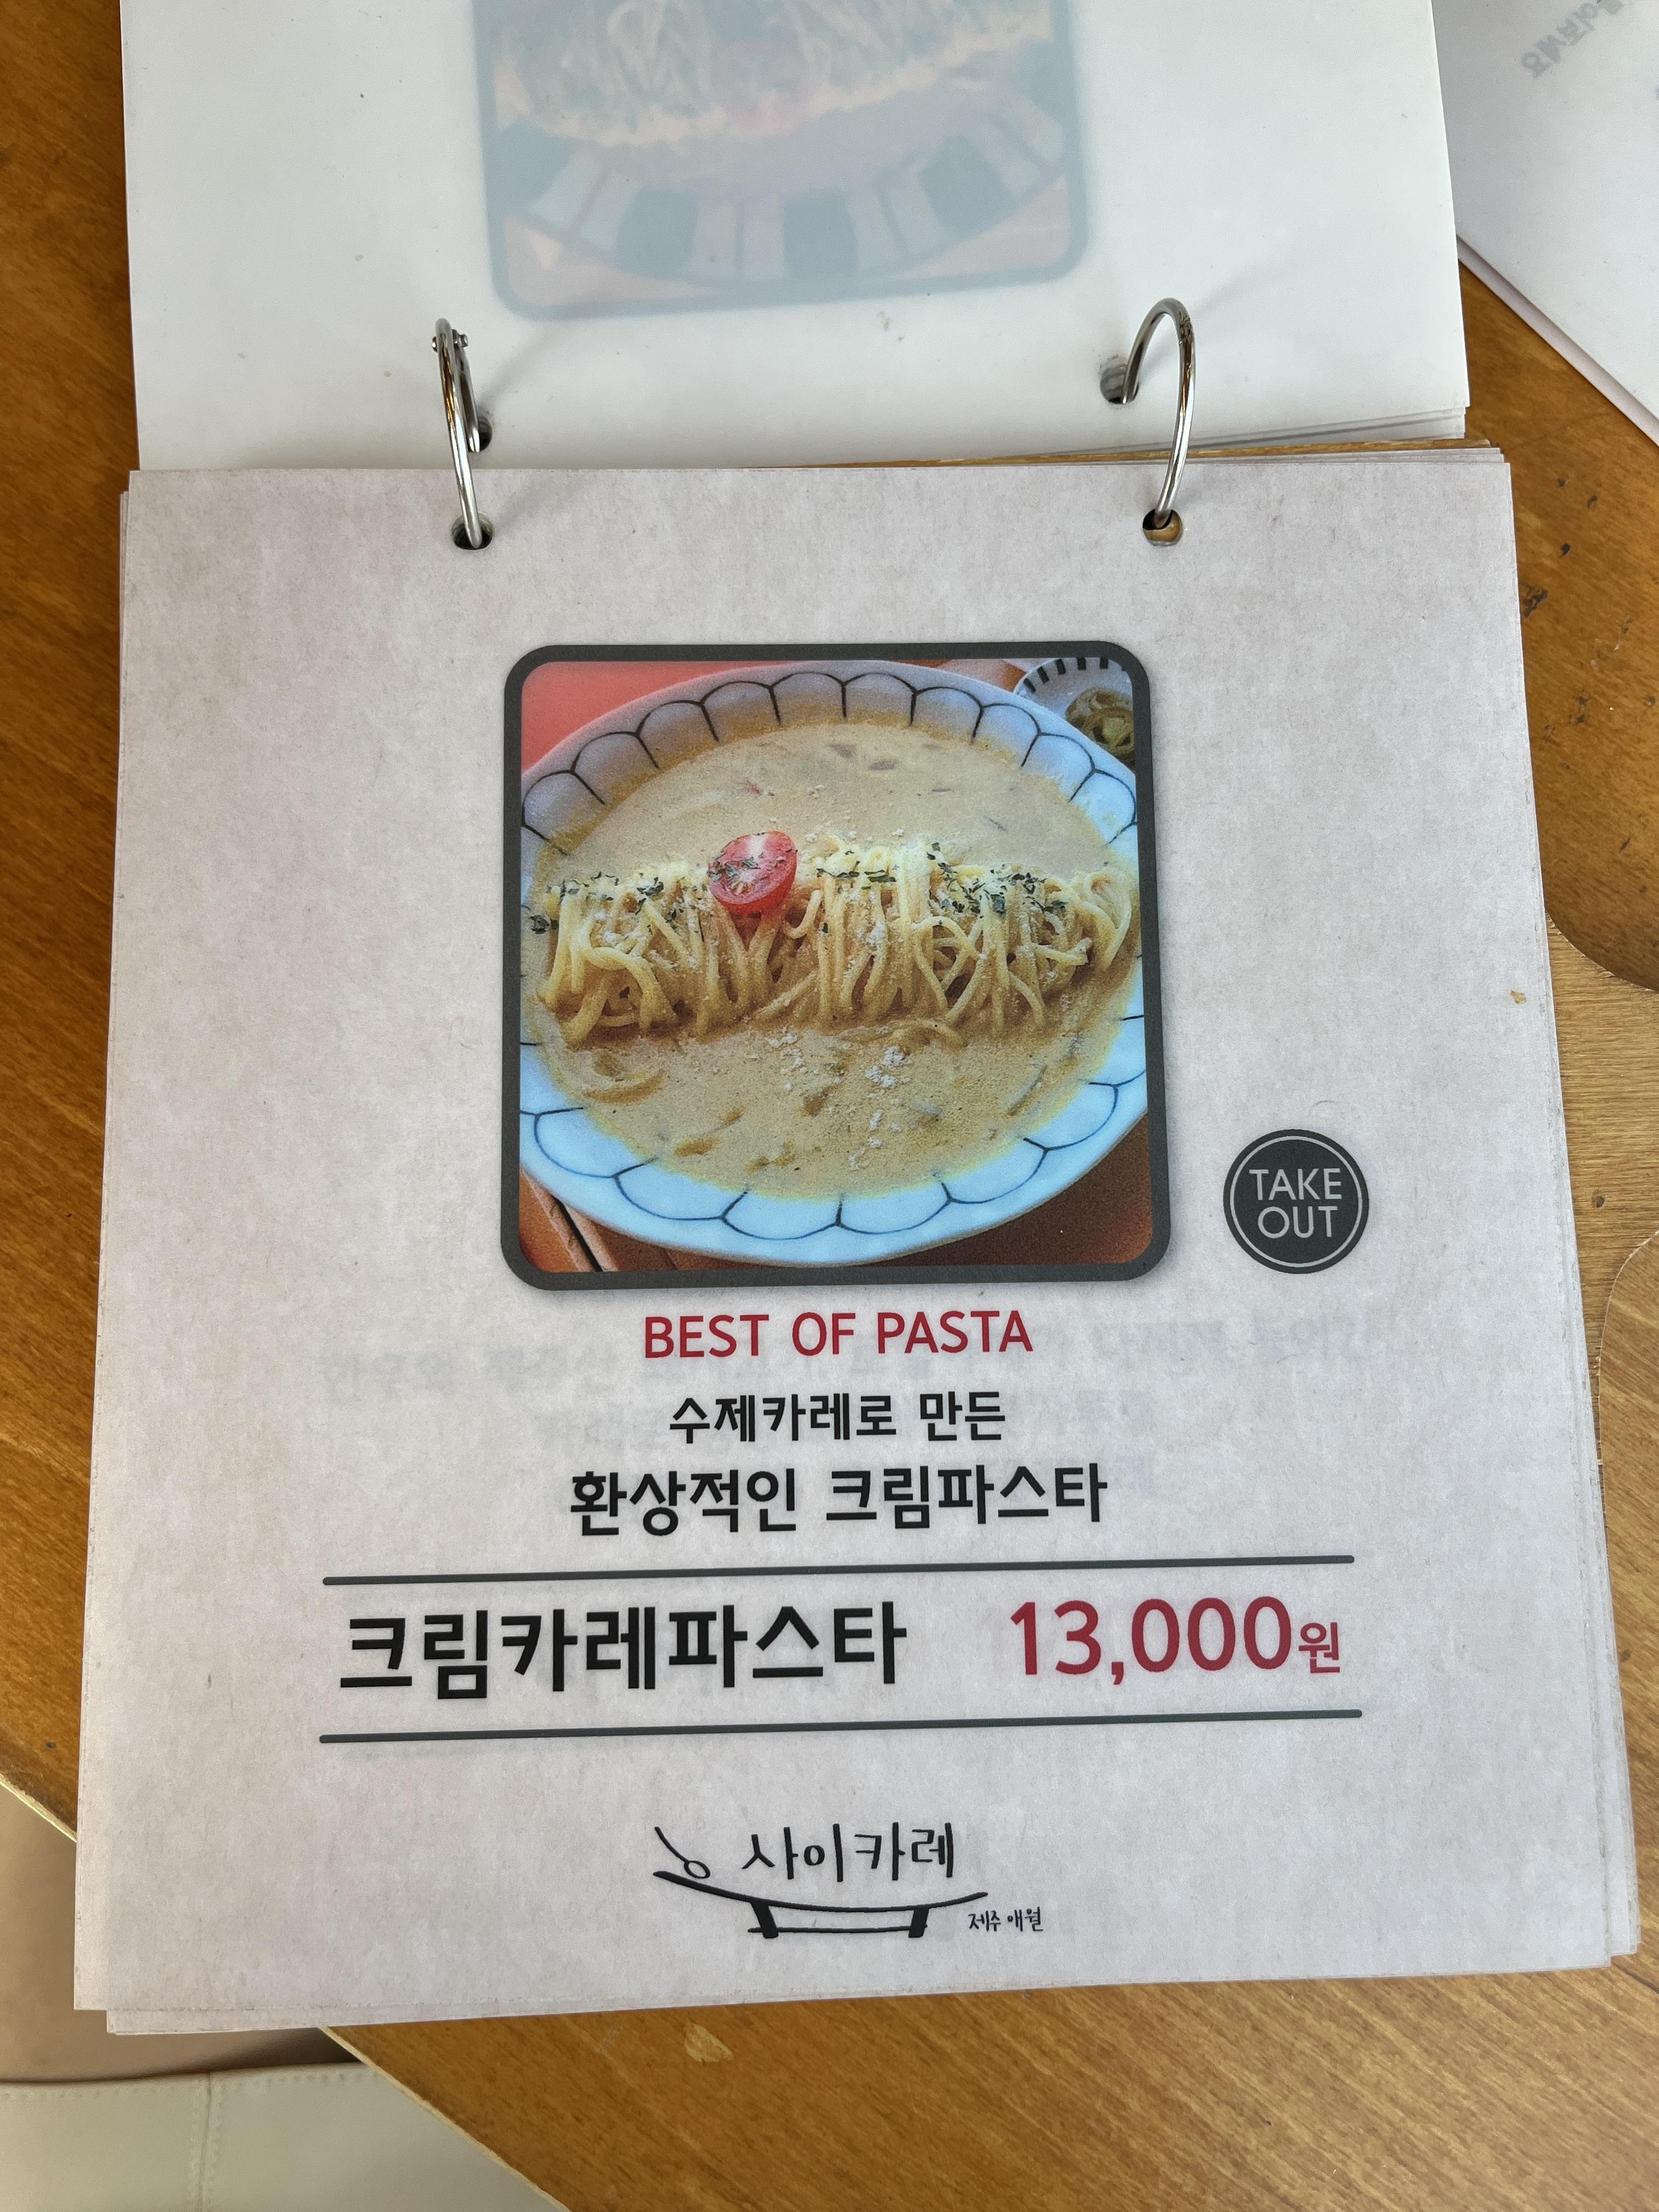 TAKE
OUT
BEST OF PASTA
수제카레로 만든
환상적인 크림파스타
크림카레파스타 13,000원
사이카레
제주 애월